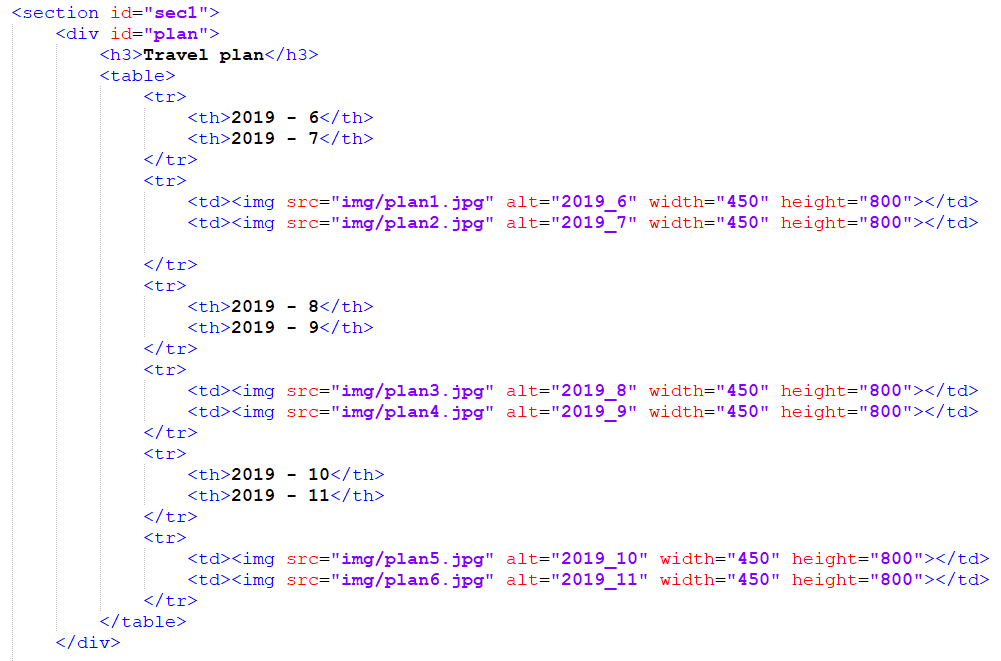 <section id="sec1">
<div id="plan">
<h3>Travel plan</h3>
<table>
<tr>
<th>2019 - 6</th>
<th>2019 - 7</th>
</tr>
<tr>
<td><img src="img/plan1.jpg" alt="2019_6" width="450" height="800"></td>
<td><img src="img/plan2.jpg" alt="2019_7" width="450" height="800"></td>
</tr>
<tr>
<th>2019 - 8</th>
<th>2019 - 9</th>
</tr>
<tr>
<td><img src="img/plan3.jpg" alt="2019_8" width="450" height="800"></td>
<td><img src="img/plan4.jpg" alt="2019_9" width="450" height="800"></td>
</tr>
<tr>
<th>2019 - 10</th>
<th>2019 - 11</th>
</tr>
<tr>
<td><img src="img/plan5.jpg" alt="2019_10" width="450" height="800"></td>
<td><img src="img/plan6.jpg" alt="2019_11" width="450" height="800"></td>
</tr>
</table>
</div>